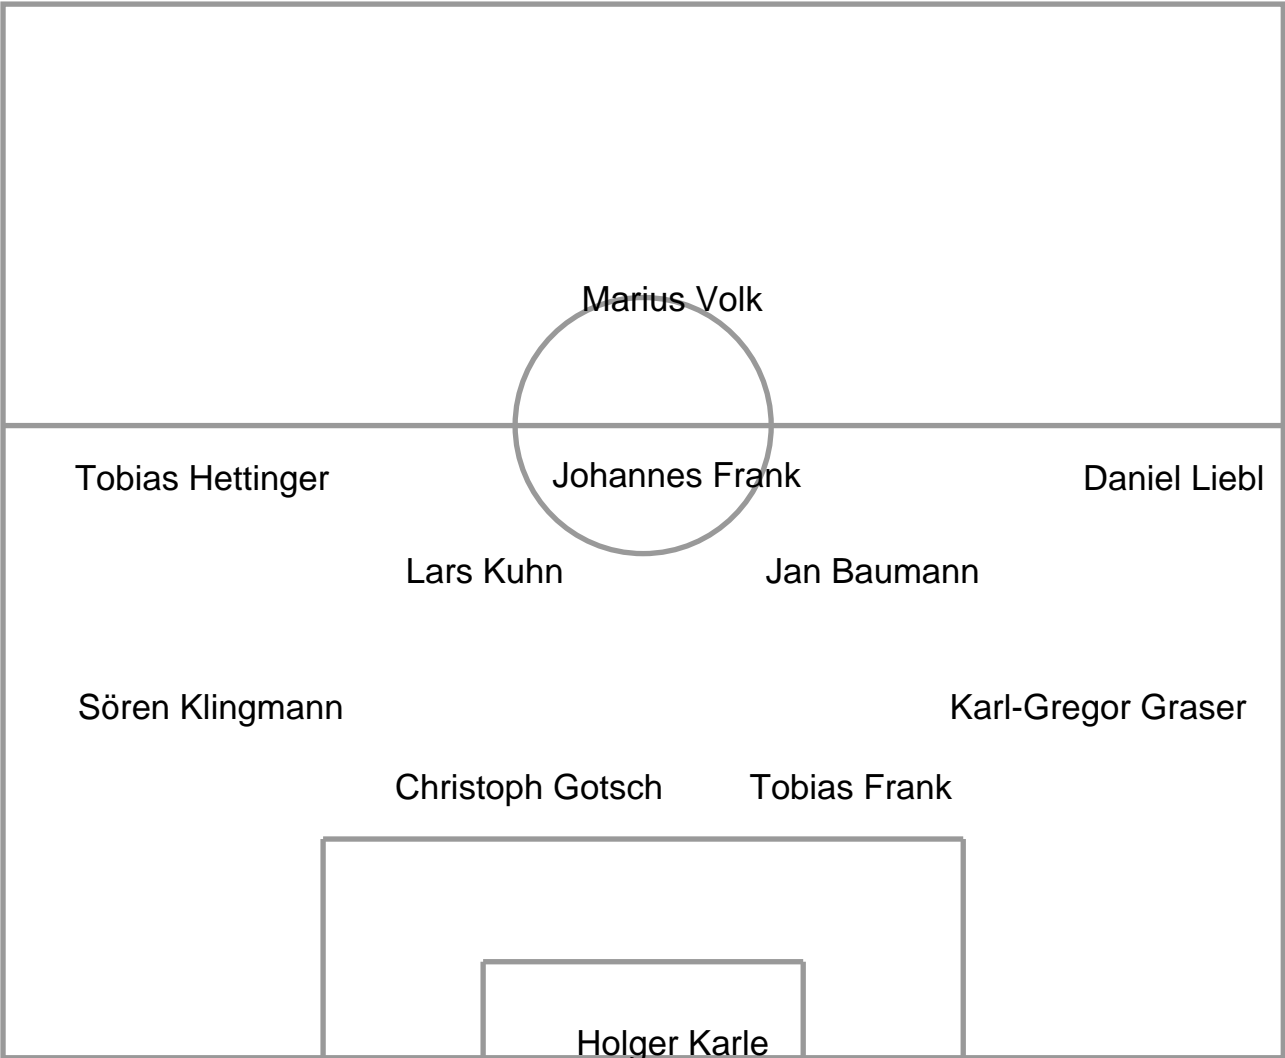 Marius Volk
Tobias Hettinger
Johannes Frank
Daniel Liebl
Lars Kuhn
Jan Baumann
Sören Klingmann
Karl-Gregor Graser
Christoph Gotsch
Tobias Frank
Holger Karle